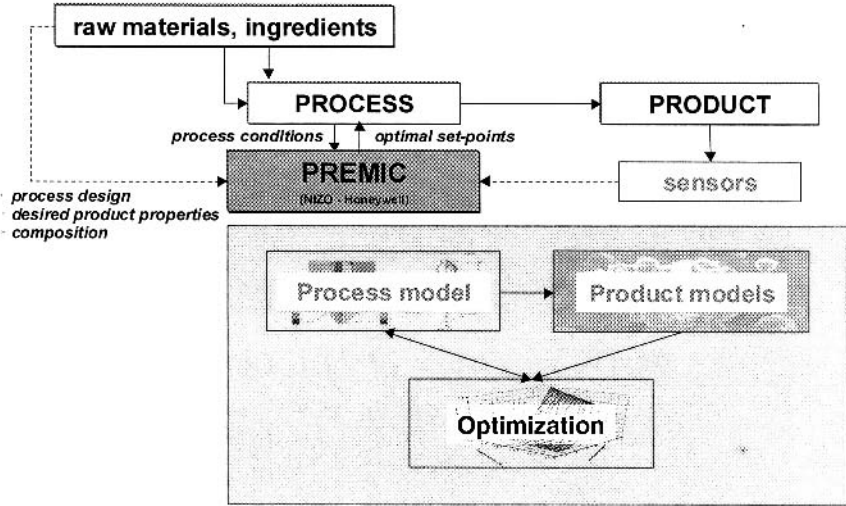 raw materials, ingredients
PROCESS
PRODUCT
process conditions
optimal set-points
PREMIC
(NIZO - Honeywell)
sensors
process design
desired product properties
composition
Process model
Product models
Optimization